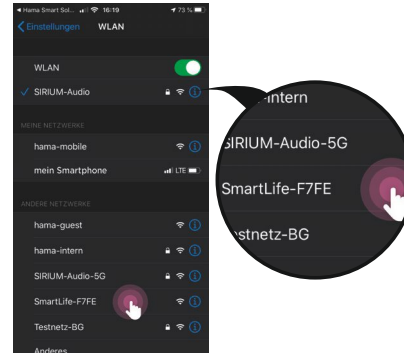 Hama Smart Sol... 16:19 73 %
Einstellungen WLAN
WLAN
SIRIUM-Audio
MEINE NETZWERKE
hama-mobile
mein Smartphone LTE
ANDERE NETZWERKE
hama-guest
hama-intern
SIRIUM-Audio-5G
SmartLife-F7FE
Testnetz-BG
Anderes
intern
SIRIUM-Audio-5G
SmartLife-F7FE
stnetz-BG